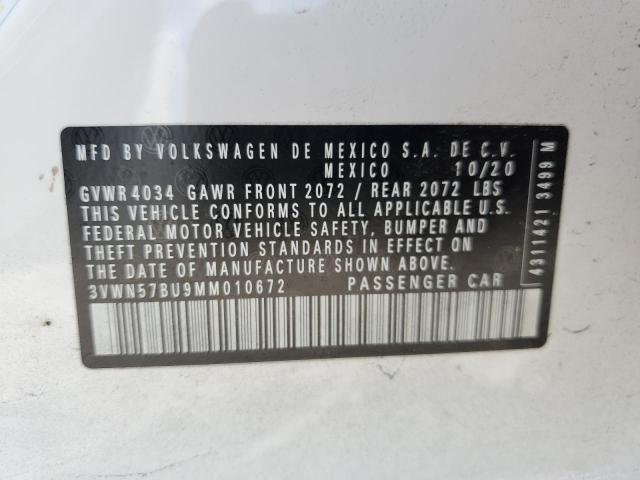 MFD BY VOLKSWAGEN DE MEXICO S.A. DE C.V.
MEXICO 10/20
GVWR 4034 GAWR FRONT 2072 / REAR 2072 LBS
THIS VEHICLE CONFORMS TO ALL APPLICABLE U.S.
FEDERAL MOTOR VEHICLE SAFETY, BUMPER AND
THEFT PREVENTION STANDARDS IN EFFECT ON
THE DATE OF MANUFACTURE SHOWN ABOVE.
3VWN57BU9MM010672 PASSENGER CAR
4311421 3499 M